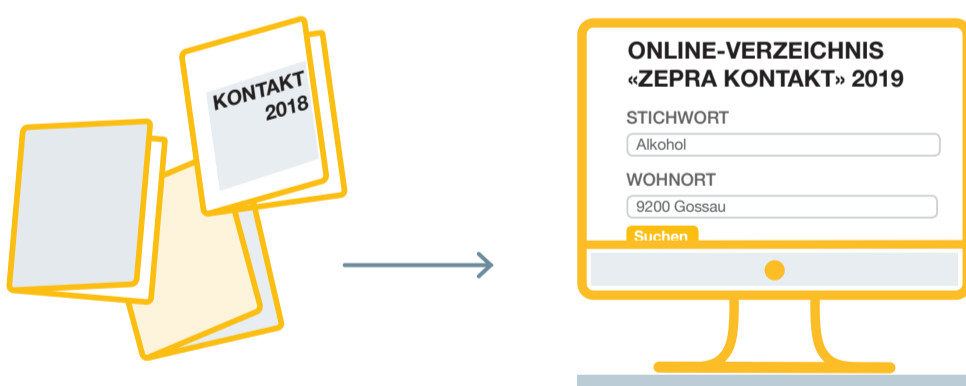 KONTAKT
2018
ONLINE-VERZEICHNIS
«ZEPRA KONTAKT» 2019
STICHWORT
Alkohol
WOHNORT
9200 Gossau
Suchen